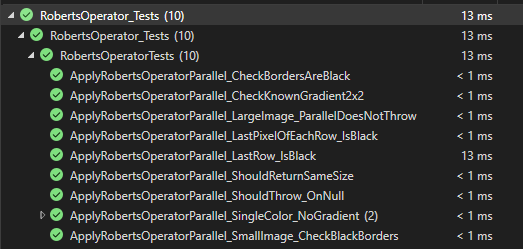 RobertsOperator_Tests (10) 13 ms
RobertsOperator_Tests (10) 13 ms
RobertsOperatorTests (10) 13 ms
ApplyRobertsOperatorParallel_CheckBordersAreBlack < 1 ms
ApplyRobertsOperatorParallel_CheckKnownGradient2x2 < 1 ms
ApplyRobertsOperatorParallel_LargeImage_ParallelDoesNotThrow < 1 ms
ApplyRobertsOperatorParallel_LastPixelOfEachRow_IsBlack < 1 ms
ApplyRobertsOperatorParallel_LastRow_IsBlack 13 ms
ApplyRobertsOperatorParallel_ShouldReturnSameSize < 1 ms
ApplyRobertsOperatorParallel_ShouldThrow_OnNull < 1 ms
ApplyRobertsOperatorParallel_SingleColor_NoGradient (2) < 1 ms
ApplyRobertsOperatorParallel_SmallImage_CheckBlackBorders < 1 ms